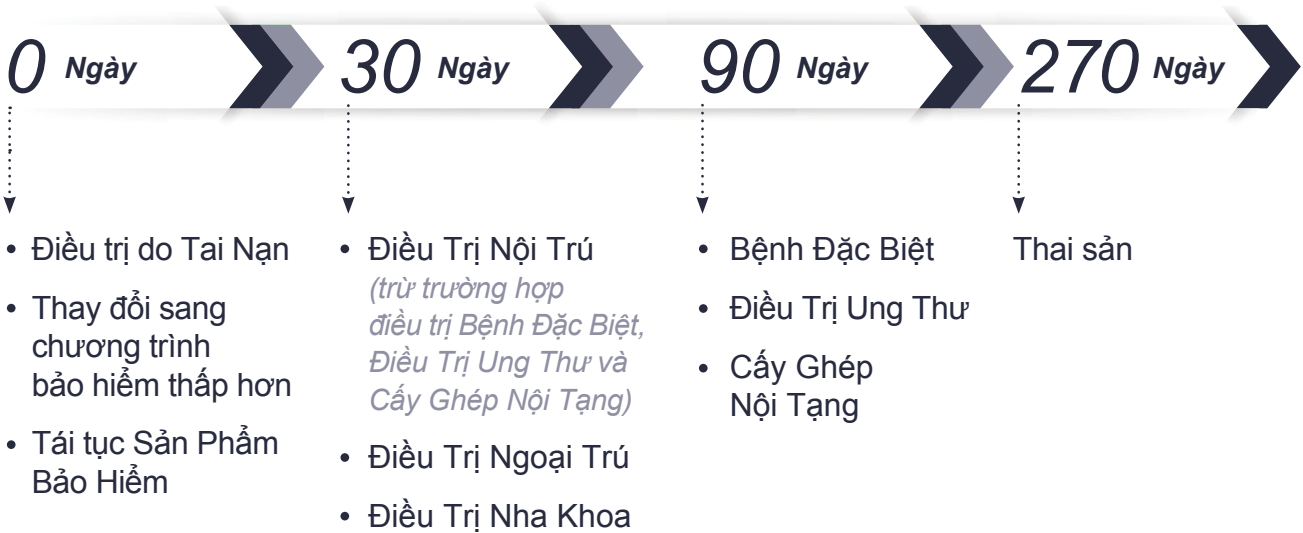 0 Ngày
30 Ngày
90 Ngày
270 Ngày
• Điều trị do Tai Nạn
• Thay đổi sang
chương trình
bảo hiểm thấp hơn
• Tái tục Sản Phẩm
Bảo Hiểm
• Điều Trị Nội Trú
(trừ trường hợp
điều trị Bệnh Đặc Biệt,
Điều Trị Ung Thư và
Cấy Ghép Nội Tạng)
• Điều Trị Ngoại Trú
• Điều Trị Nha Khoa
• Bệnh Đặc Biệt
• Điều Trị Ung Thư
• Cấy Ghép
Nội Tạng
Thai sản